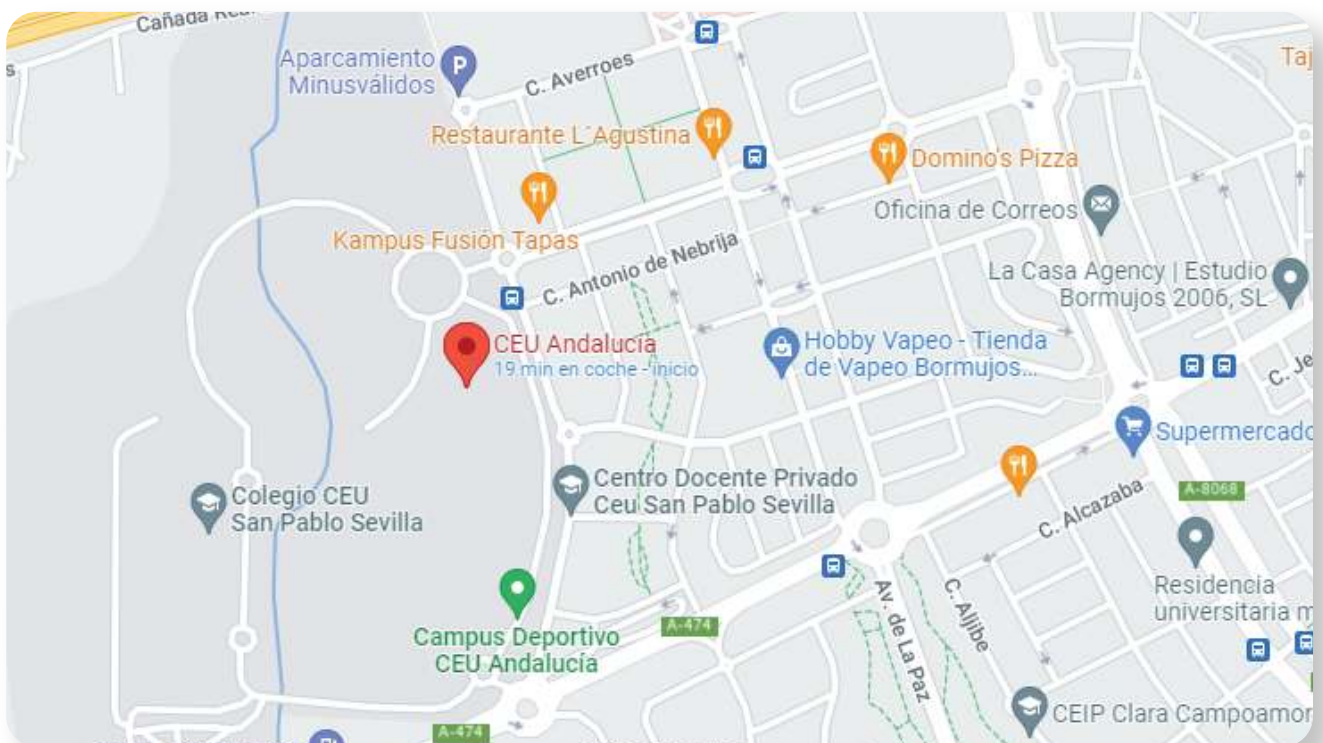 Cañada Real
Aparcamiento
Minusválidos
C. Averroes
Taj
Restaurante L´Agustina
Domino's Pizza
Oficina de Correos
Kampus Fusión Tapas
C. Antonio de Nebrija
La Casa Agency | Estudio
Bormujos 2006, SL
CEU Andalucía
19 min en coche - inicio
Hobby Vapeo - Tienda
de Vapeo Bormujos...
C. Je
Supermercado
Centro Docente Privado
Ceu San Pablo Sevilla
Colegio CEU
San Pablo Sevilla
A-8068
C. Alcazaba
Residencia
universitaria m
C. Aljibe
Av. de La Paz
A-474
Campus Deportivo
CEU Andalucía
CEIP Clara Campoamor
A-474